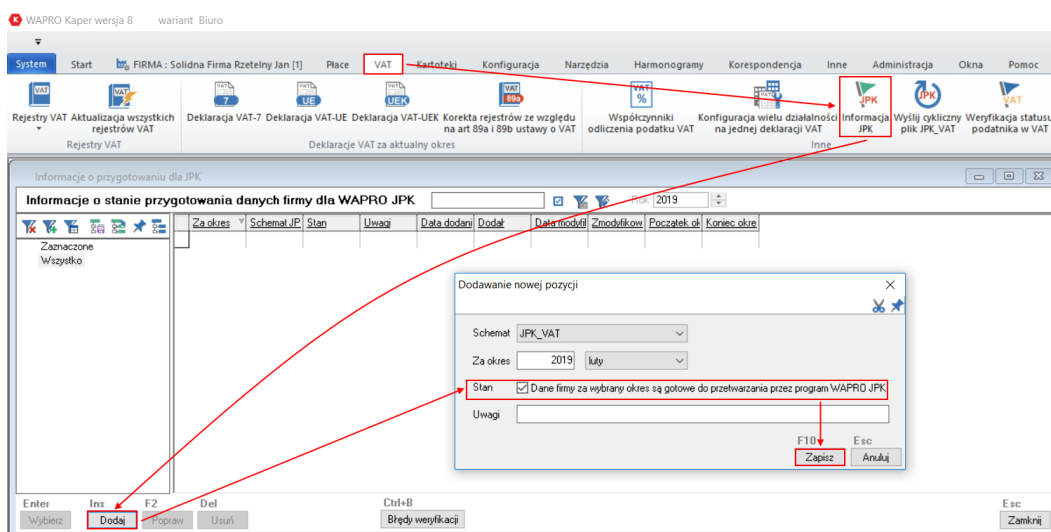 WAPRO Kaper wersja 8 wariant Biuro
System Start FIRMA : Solidna Firma Rzetelny Jan [1] Płace VAT Kartoteki Konfiguracja Narzędzia Harmonogramy Korespondencja Inne Administracja Okna Pomoc
Rejestry VAT Aktualizacja wszystkich Deklaracja VAT-7 Deklaracja VAT-UE Deklaracja VAT-UEK Korekta rejestrów ze względu Współczynniki Konfiguracja wielu działalności Informacja Wyślij cykliczny Weryfikacja statusu
rejestrów VAT na art 89a i 89b ustawy o VAT odliczenia podatku VAT na jednej deklaracji VAT JPK plik JPK_VAT podatnika w VAT
Rejestry VAT Deklaracje VAT za aktualny okres Inne
Informacje o przygotowaniu dla JPK
Informacje o stanie przygotowania danych firmy dla WAPRO JPK Rok 2019
Za okres Schemat JP Stan Uwagi Data dodani Dodał Data modyfil Zmodyfikow Początek ok Koniec okre
Zaznaczone
Wszystko
Dodawanie nowej pozycji
Schemat JPK_VAT
Za okres 2019 luty
Stan Dane firmy za wybrany okres są gotowe do przetwarzania przez program WAPRO JPK
Uwagi
F10 Esc
Zapisz Anuluj
Enter Ins F2 Del Ctrl+B Esc
Wybierz Dodaj Popraw Usuń Błędy weryfikacji Zamknij